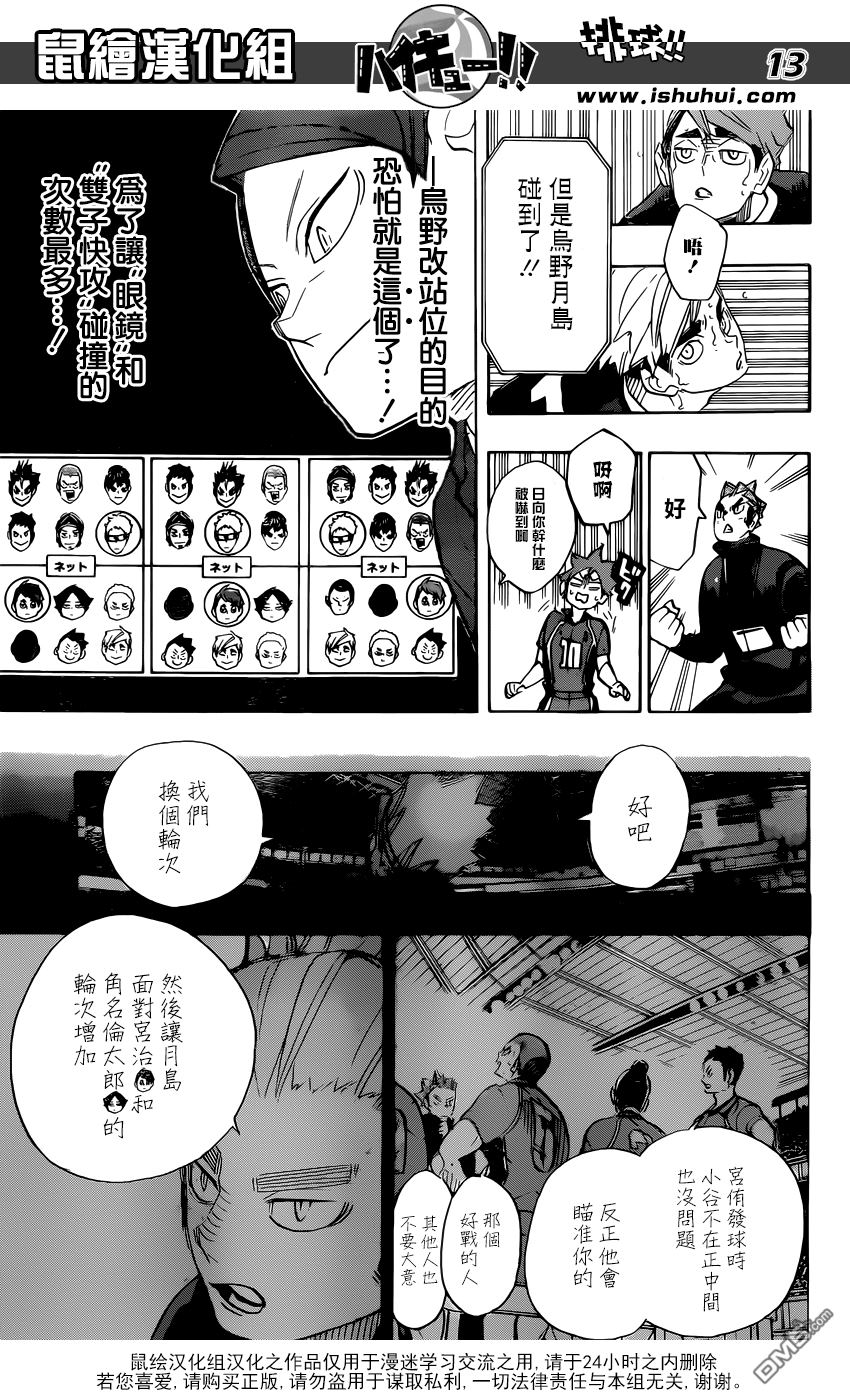 鼠繪漢化組
ハイキュー!!
排球!!
13
www.ishuhui.com
但是烏野月島
碰到了!!
唔!
—烏野改站位的目的
恐怕就是這個了…!
為了讓“眼鏡”和
“雙子快攻”碰撞的
次數最多…!
好
呀啊
日向你幹什麼
被嚇到啊
ビクッ
10
1
ネット
ネット
ネット
好吧
我們
換個輪次
然後讓月島
面對宮治和
角名倫太郎的
輪次增加
宮侑發球時
小谷不在正中間
也沒問題
反正他會
瞄准你的
那個
好戰的人
其他人也
不要大意
鼠绘汉化组汉化之作品仅用于漫迷学习交流之用, 请于24小时之内删除
若您喜爱, 请购买正版, 请勿盗用于谋取私利, 一切法律责任与本组无关, 谢谢.